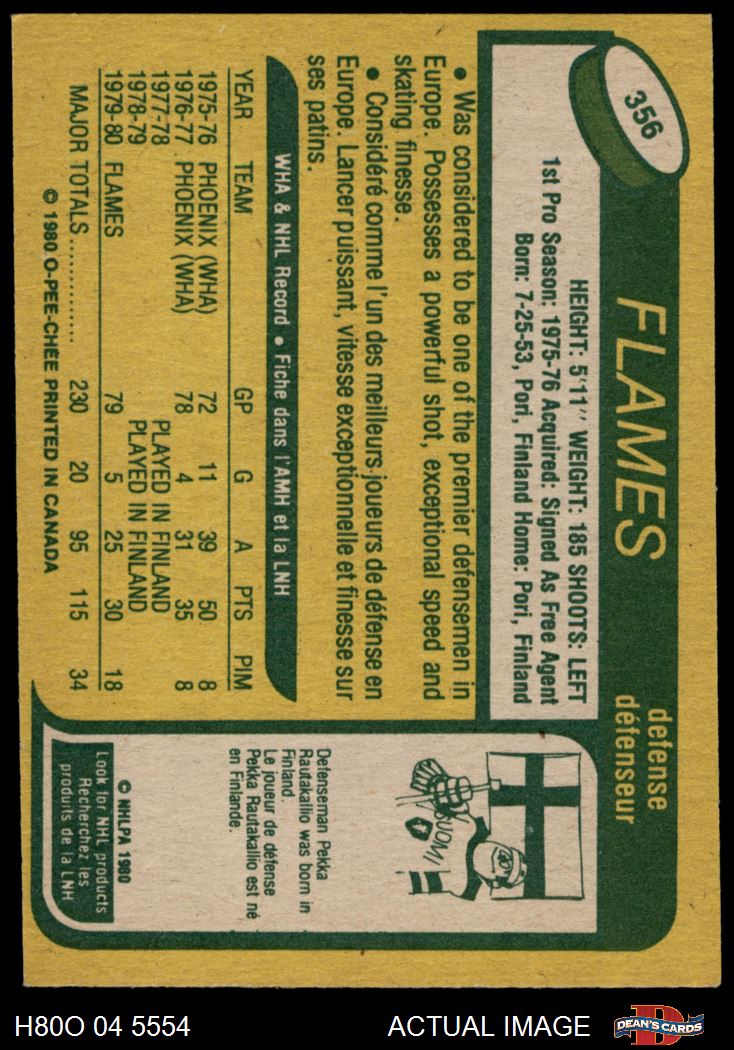 356
FLAMES
defense
défenseur
HEIGHT: 5'11" WEIGHT: 185 SHOOTS: LEFT
1st Pro Season: 1975-76 Acquired: Signed As Free Agent
Born: 7-25-53, Pori, Finland Home: Pori, Finland
• Was considered to be one of the premier defensemen in
Europe. Possesses a powerful shot, exceptional speed and
skating finesse.
• Considéré comme l'un des meilleurs joueurs de défense en
Europe. Lancer puissant, vitesse exceptionnelle et finesse sur
ses patins.
WHA & NHL Record • Fiche dans l'AMH et la LNH
YEAR TEAM GP G A PTS PIM
1975-76 PHOENIX (WHA) 72 11 39 50 8
1976-77 PHOENIX (WHA) 78 4 31 35 8
1977-78 PLAYED IN FINLAND
1978-79 PLAYED IN FINLAND
1979-80 FLAMES 79 5 25 30 18
MAJOR TOTALS .............. 230 20 95 115 34
© 1980 O-PEE-CHEE PRINTED IN CANADA
SUOMI
Defenseman Pekka
Rautakallio was born in
Finland.
Le joueur de défense
Pekka Rautakallio est né
en Finlande.
© NHLPA 1980
Look for NHL products
Recherchez les
produits de la LNH
H80O 04 5554
ACTUAL IMAGE
D
DEAN'S CARDS